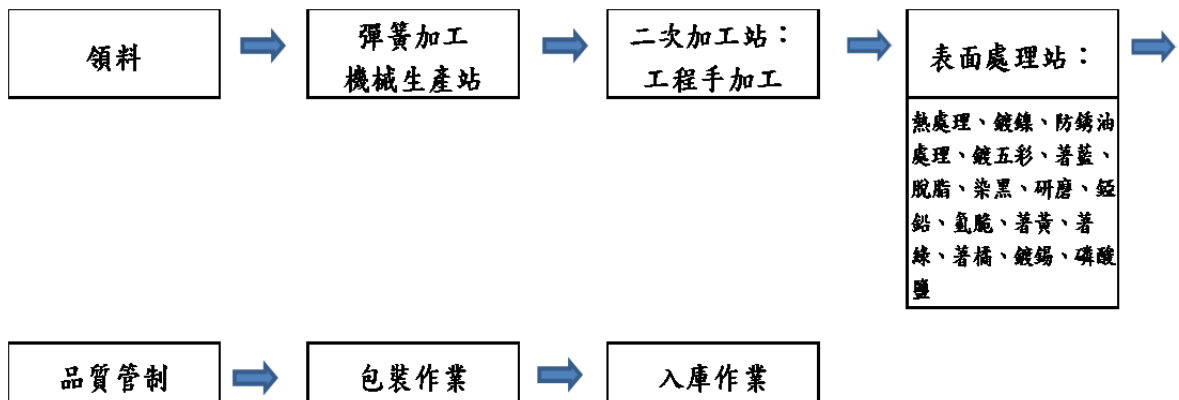 領料
彈簧加工
機械生產站
二次加工站：
工程手加工
表面處理站：
熱處理、鍍鎳、防銹油
處理、鍍五彩、著藍、
脫脂、染黑、研磨、錏
鉛、氫脆、著黃、著
綠、著橘、鍍錫、磷酸
鹽
品質管制
包裝作業
入庫作業